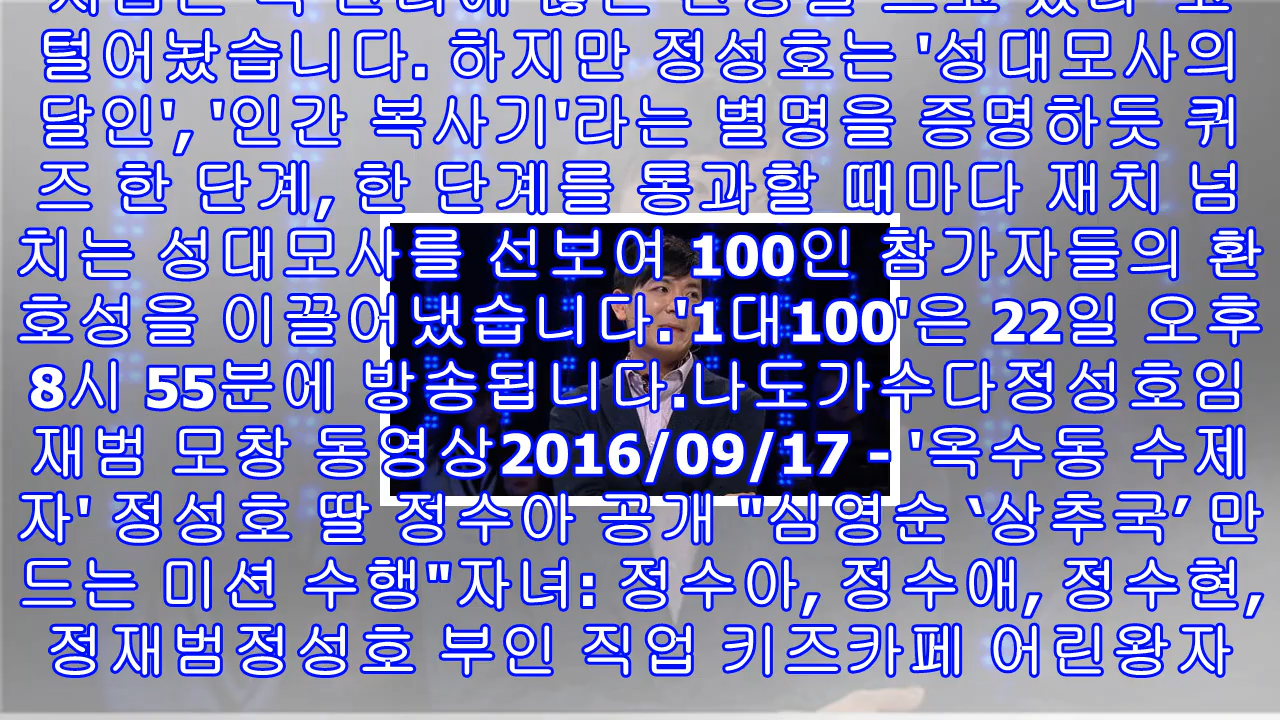 털어놨습니다. 하지만 정성호는 '성대모사의
달인', '인간 복사기'라는 별명을 증명하듯 퀴
즈 한 단계, 한 단계를 통과할 때마다 재치 넘
치는 성대모사를 선보여 100인 참가자들의 환
호성을 이끌어냈습니다.'1대100'은 22일 오후
8시 55분에 방송됩니다.나도가수다정성호임
재범 모창 동영상2016/09/17 - '옥수동 수제
자' 정성호 딸 정수아 공개 "심영순 ‘상추국’ 만
드는 미션 수행"자녀: 정수아, 정수애, 정수현,
정재범정성호 부인 직업 키즈카페 어린왕자